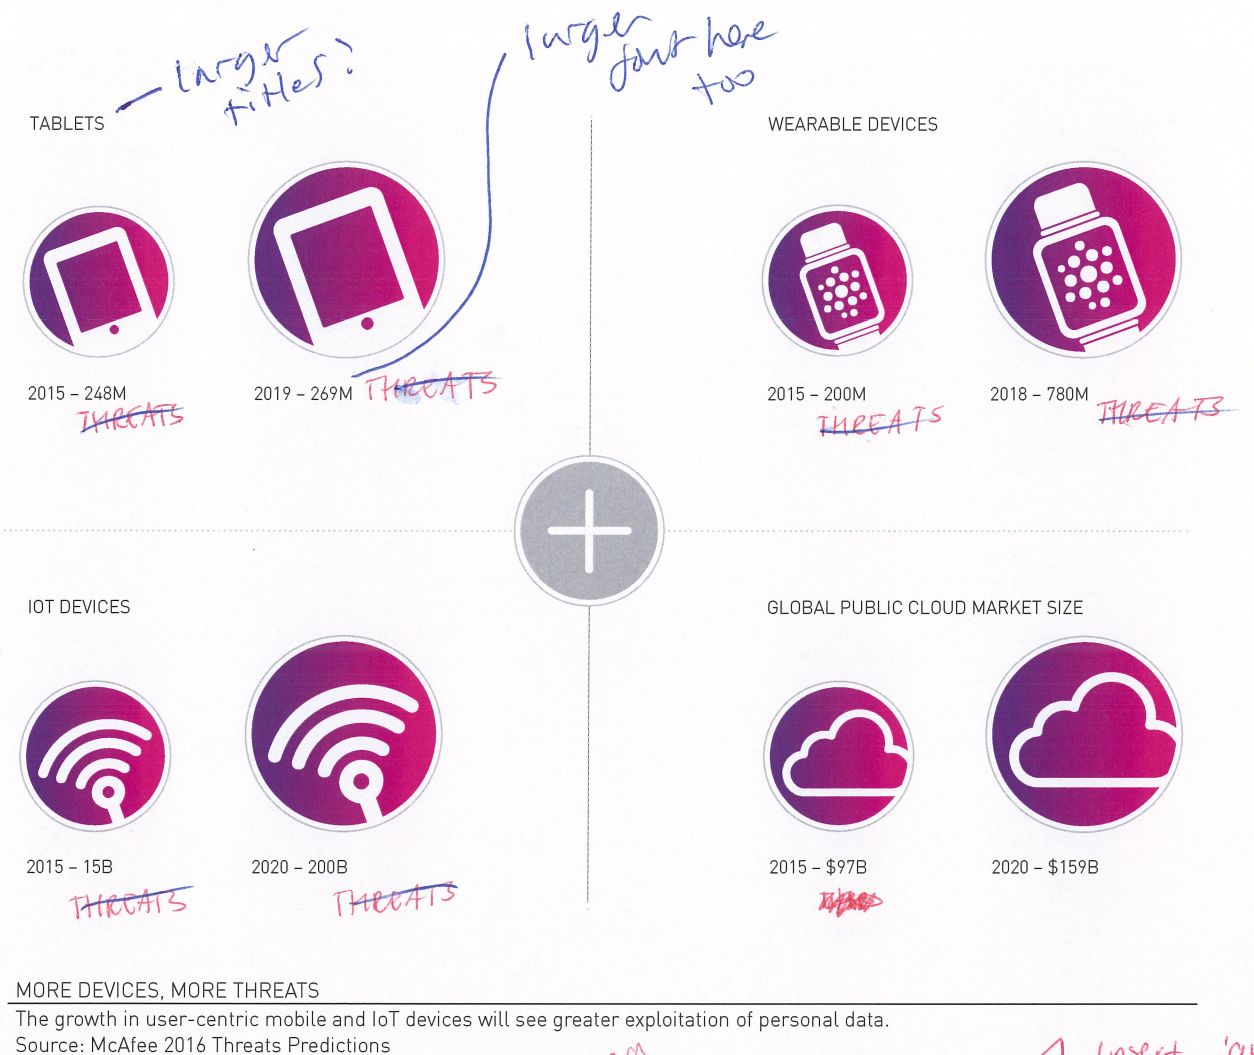 larger
titles?
larger
font here
too
TABLETS
WEARABLE DEVICES
2015 – 248M
THREATS
2019 – 269M THREATS
2015 – 200M
THREATS
2018 – 780M
THREATS
IOT DEVICES
GLOBAL PUBLIC CLOUD MARKET SIZE
2015 – 15B
THREATS
2020 – 200B
THREATS
2015 – $97B
2020 – $159B
MORE DEVICES, MORE THREATS
The growth in user-centric mobile and IoT devices will see greater exploitation of personal data.
Source: McAfee 2016 Threats Predictions
Insert